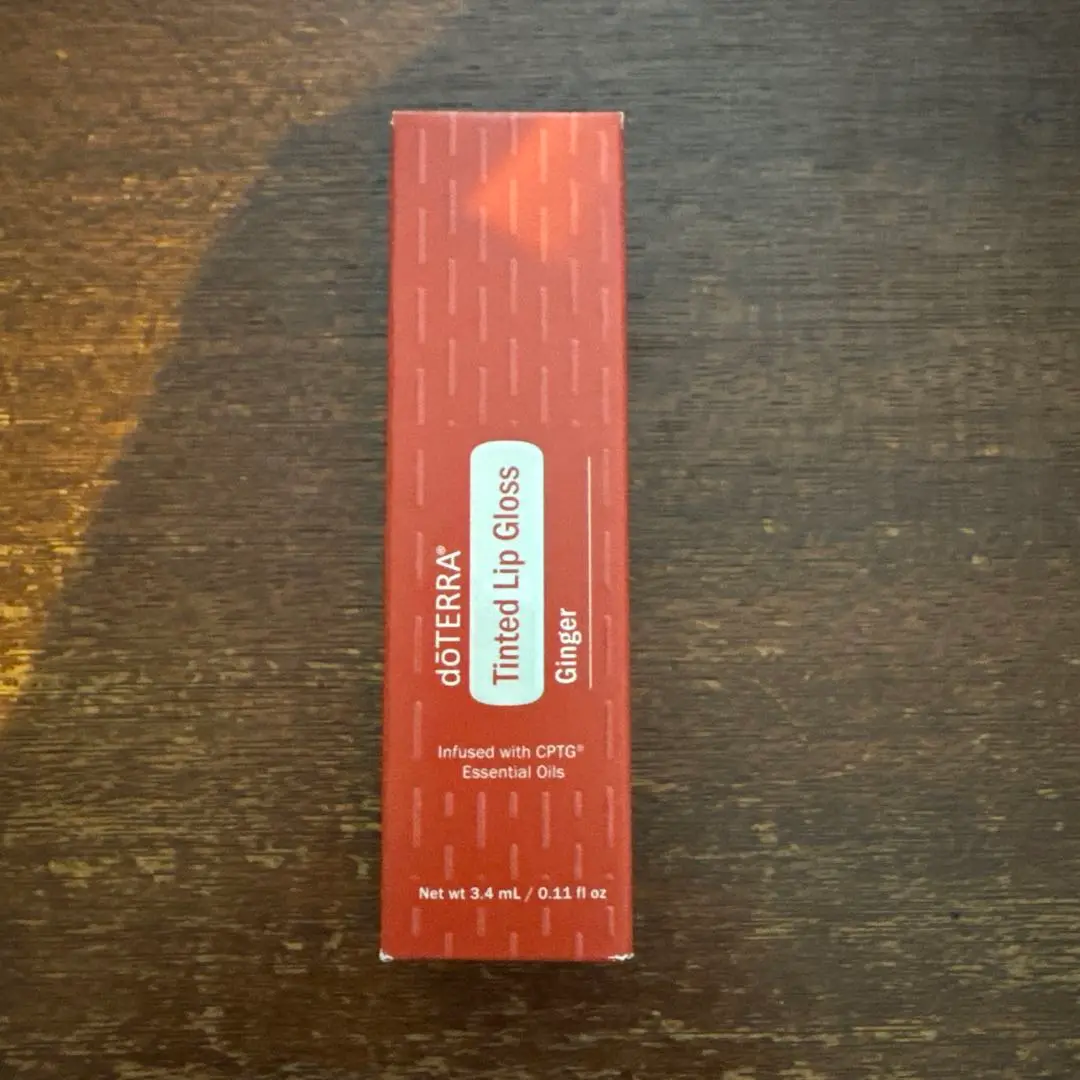 dōTERRA®
Tinted Lip Gloss
Ginger
Infused with CPTG®
Essential Oils
Net wt 3.4 mL / 0.11 fl oz